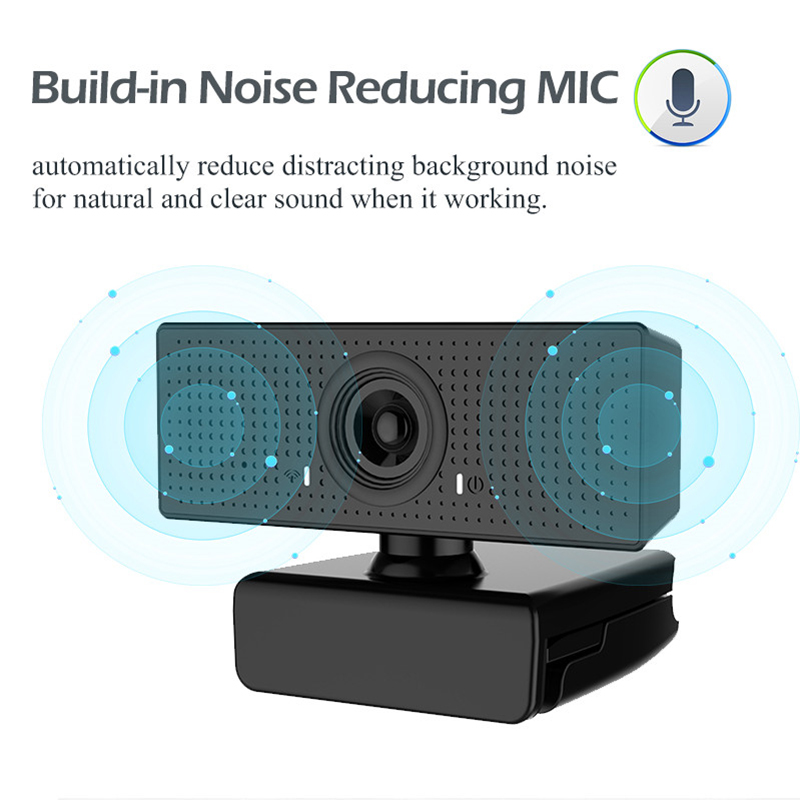 Build-in Noise Reducing MIC
automatically reduce distracting background noise
for natural and clear sound when it working.